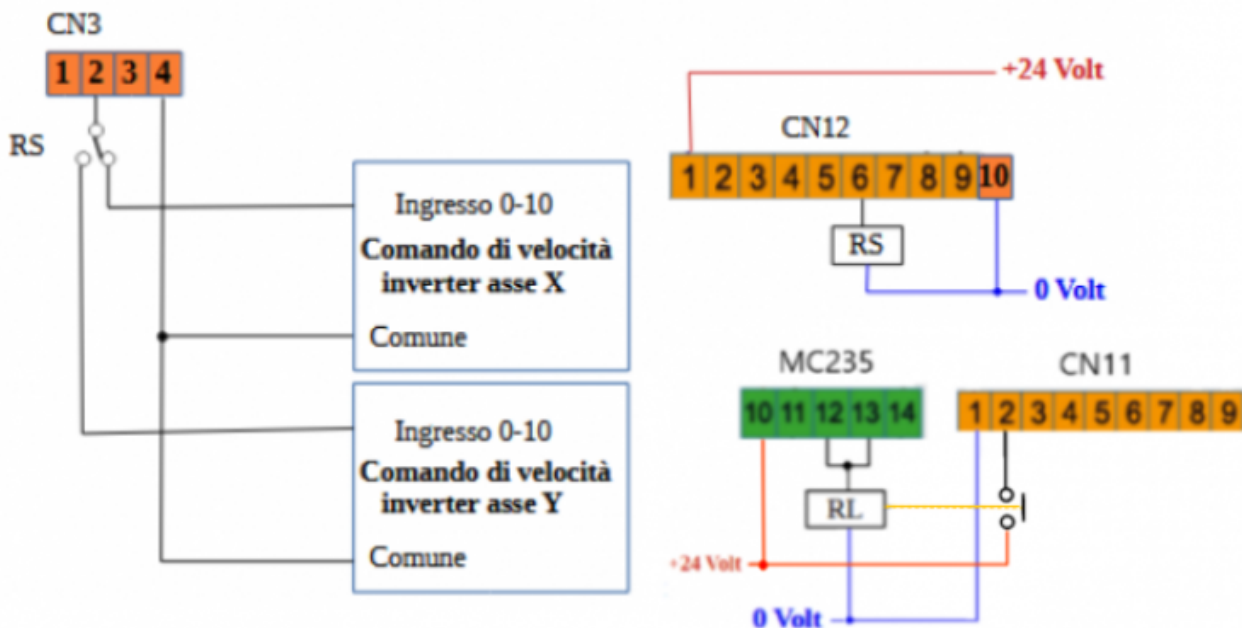 CN3
1 2 3 4
RS
Ingresso 0-10
Comando di velocità
inverter asse X
Comune
Ingresso 0-10
Comando di velocità
inverter asse Y
Comune
+24 Volt
CN12
1 2 3 4 5 6 7 8 9 10
RS
0 Volt
MC235
10 11 12 13 14
CN11
1 2 3 4 5 6 7 8 9
RL
+24 Volt
0 Volt